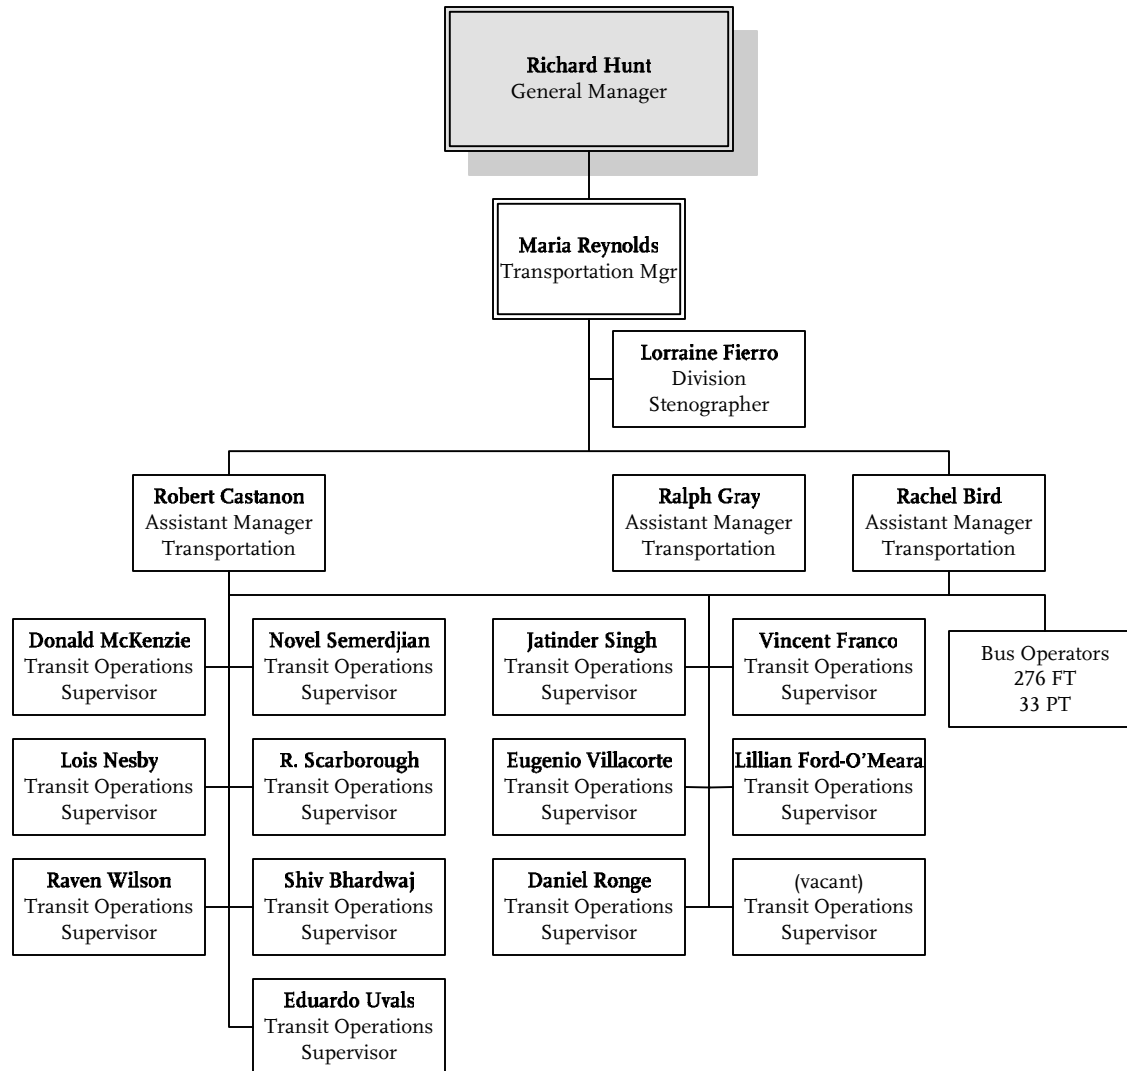 Richard Hunt
General Manager
Maria Reynolds
Transportation Mgr
Lorraine Fierro
Division
Stenographer
Robert Castanon
Assistant Manager
Transportation
Ralph Gray
Assistant Manager
Transportation
Rachel Bird
Assistant Manager
Transportation
Donald McKenzie
Transit Operations
Supervisor
Novel Semerdjian
Transit Operations
Supervisor
Jatinder Singh
Transit Operations
Supervisor
Vincent Franco
Transit Operations
Supervisor
Bus Operators
276 FT
33 PT
Lois Nesby
Transit Operations
Supervisor
R. Scarborough
Transit Operations
Supervisor
Eugenio Villacorte
Transit Operations
Supervisor
Lillian Ford-O’Meara
Transit Operations
Supervisor
Raven Wilson
Transit Operations
Supervisor
Shiv Bhardwaj
Transit Operations
Supervisor
Daniel Ronge
Transit Operations
Supervisor
(vacant)
Transit Operations
Supervisor
Eduardo Uvals
Transit Operations
Supervisor